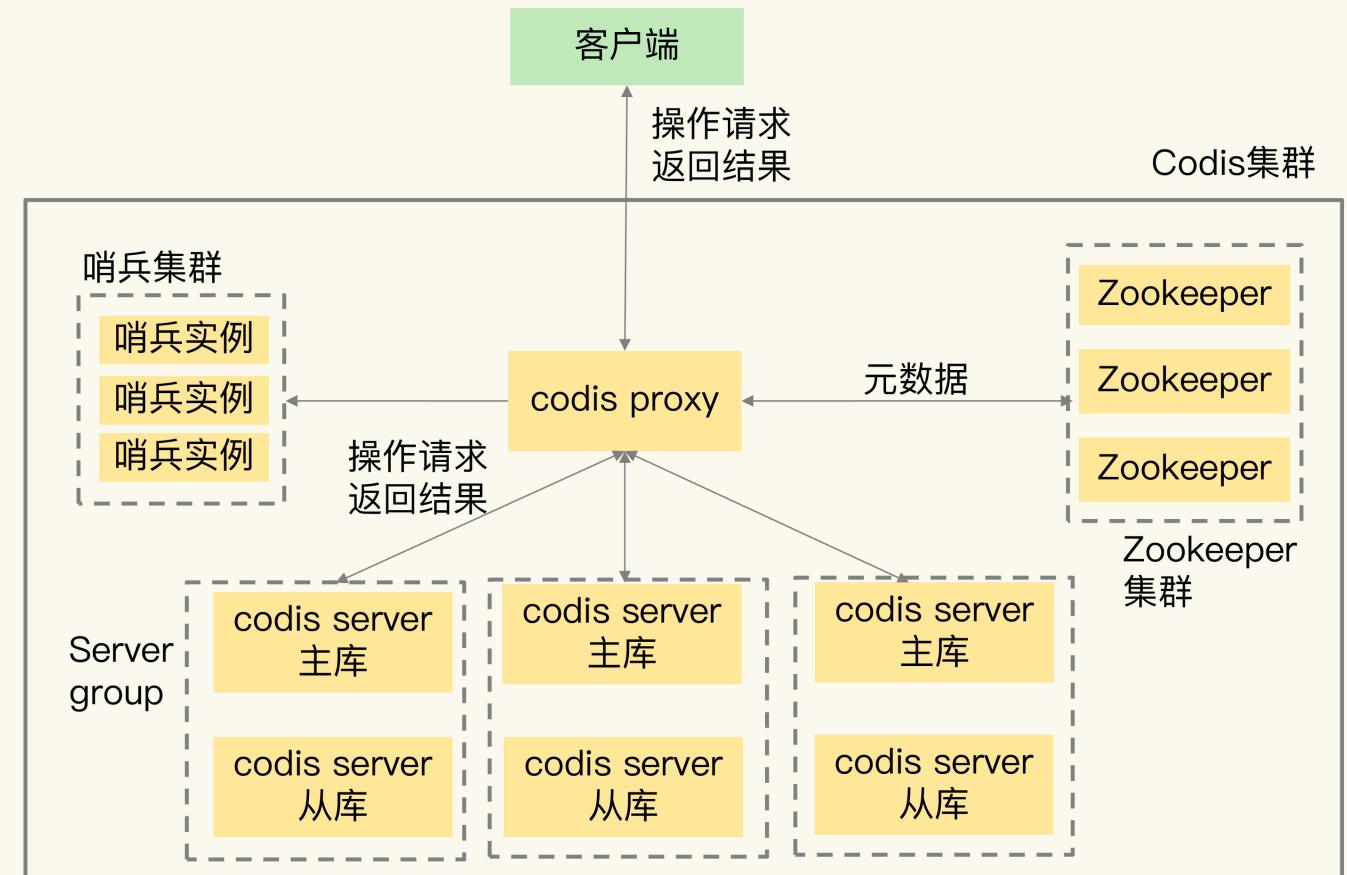 客户端
操作请求
返回结果
Codis集群
哨兵集群
哨兵实例
哨兵实例
哨兵实例
codis proxy
元数据
Zookeeper
Zookeeper
Zookeeper
Zookeeper
集群
操作请求
返回结果
Server
group
codis server
主库
codis server
主库
codis server
主库
codis server
从库
codis server
从库
codis server
从库